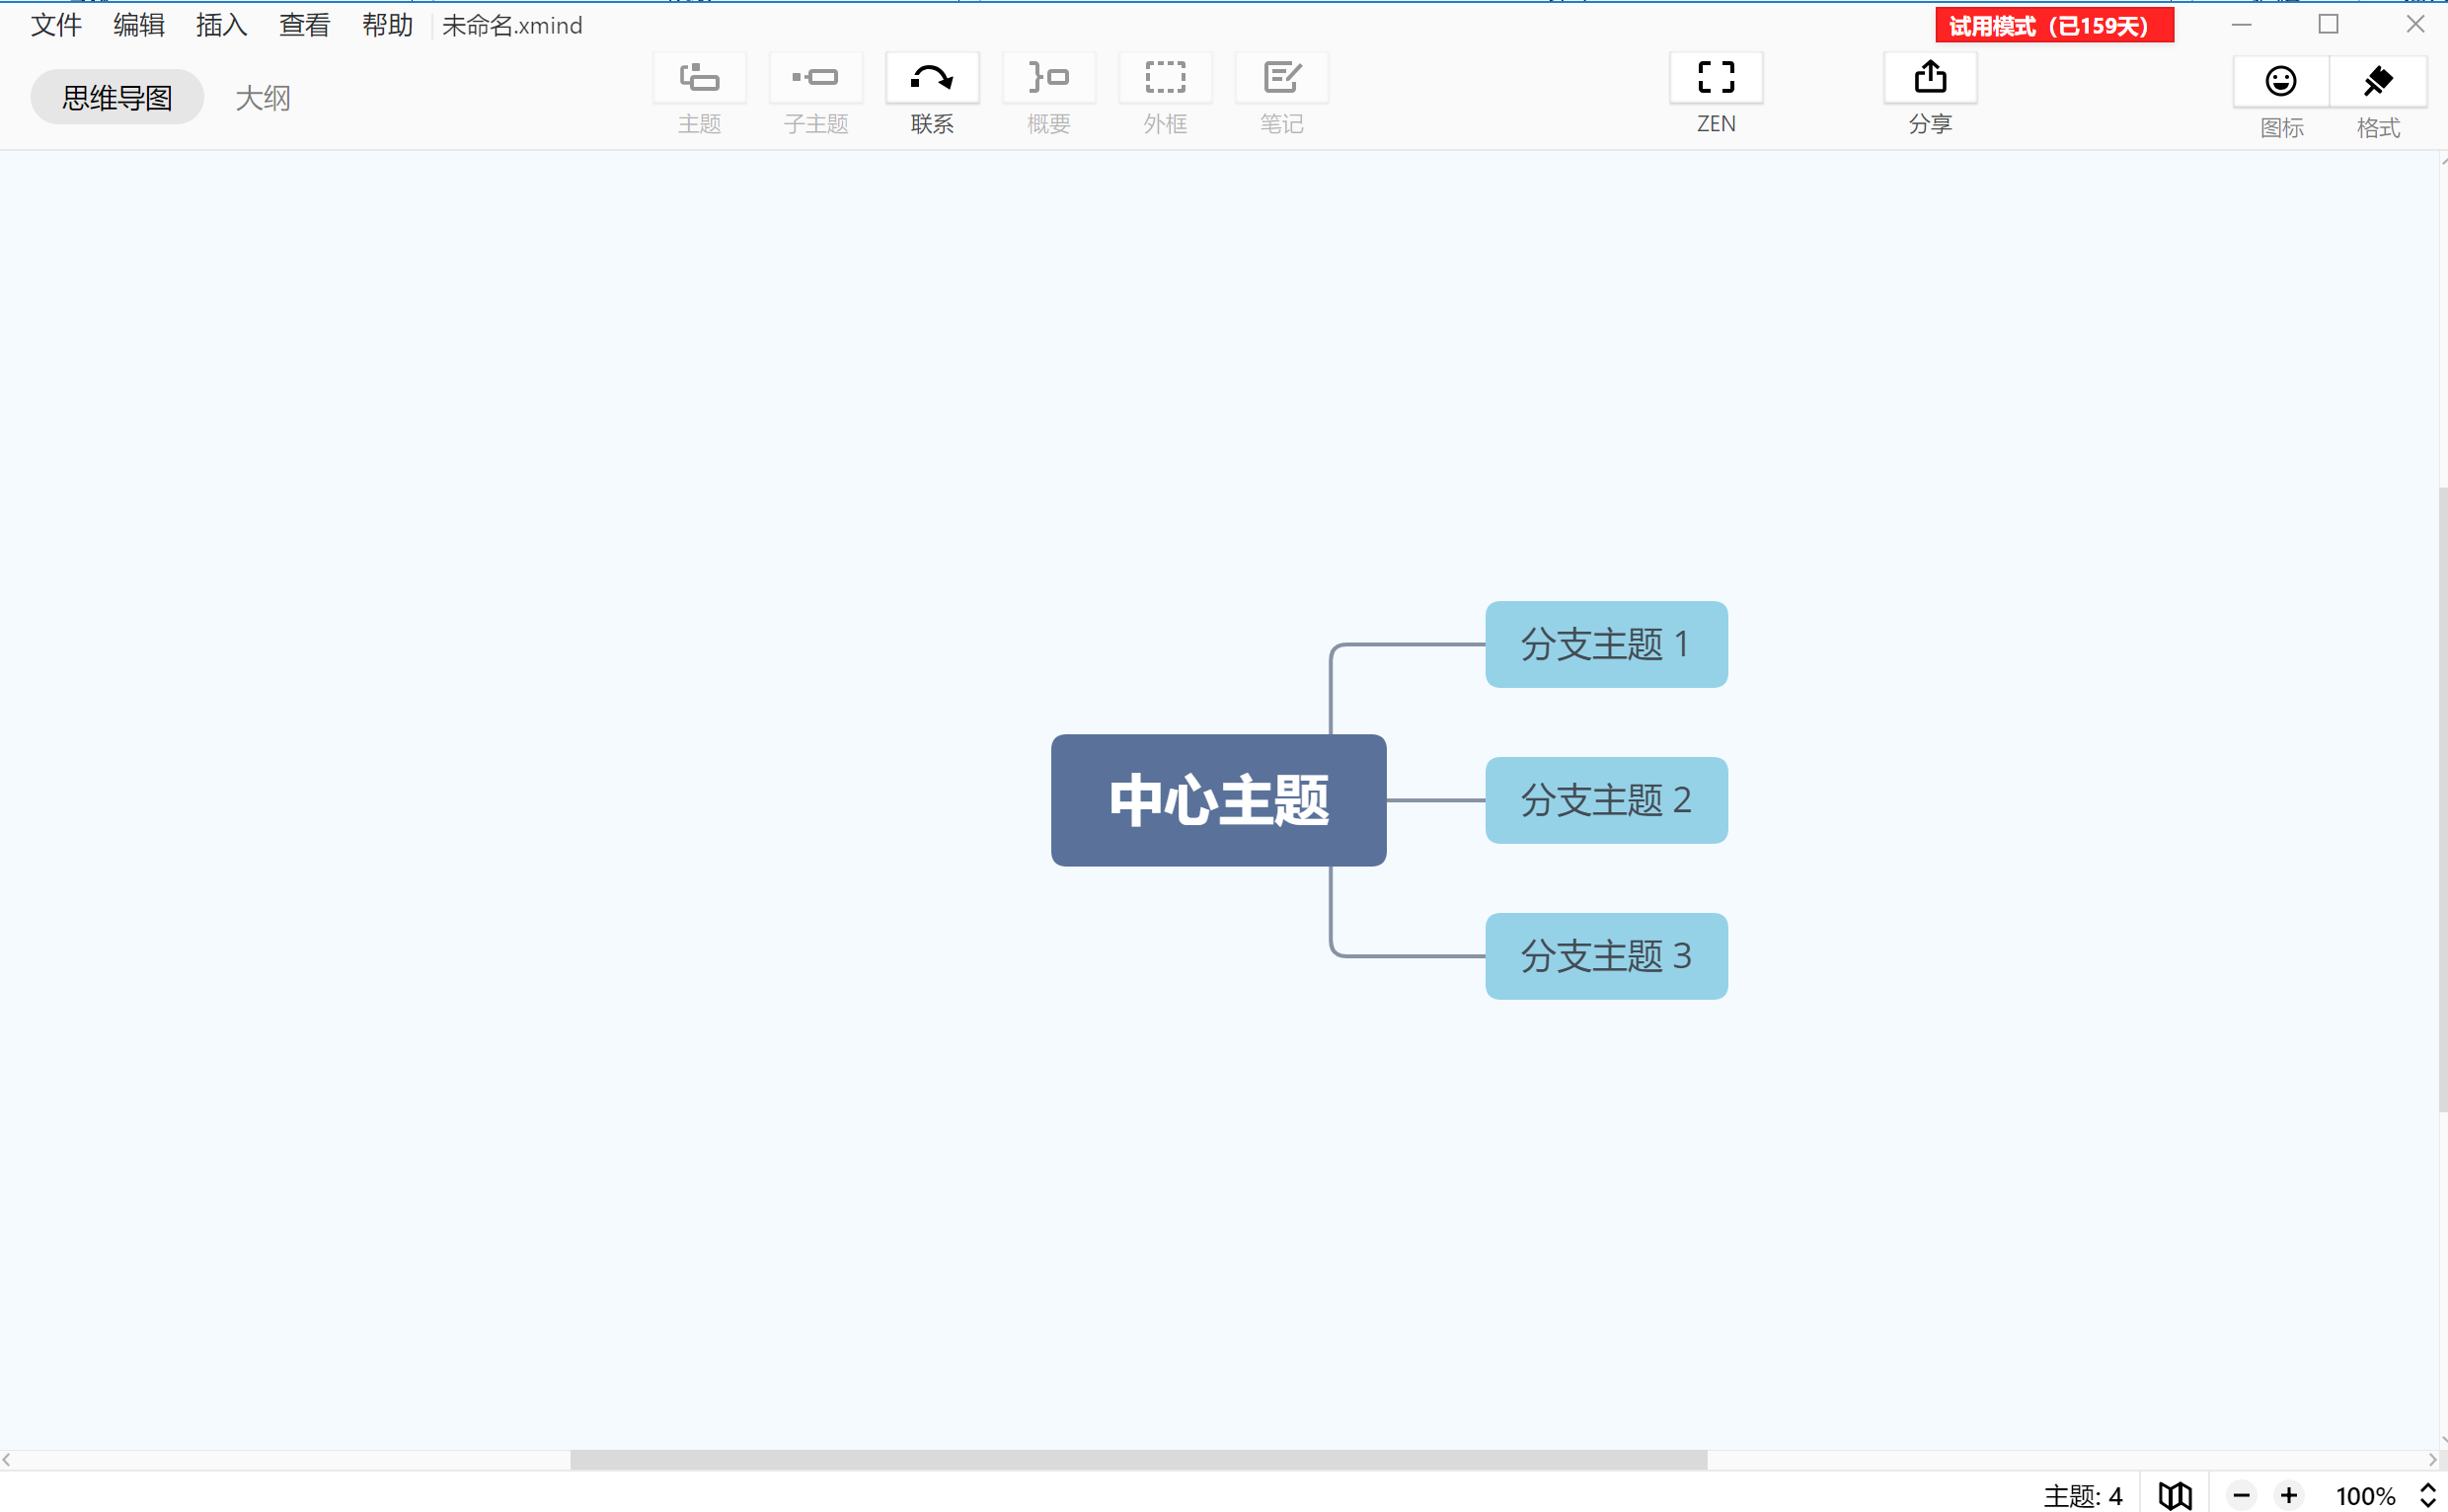 文件 编辑 插入 查看 帮助 未命名.xmind 试用模式（已159天）
思维导图 大纲
主题 子主题 联系 概要 外框 笔记 ZEN 分享 图标 格式
分支主题 1
中心主题 分支主题 2
分支主题 3
主题: 4 100%